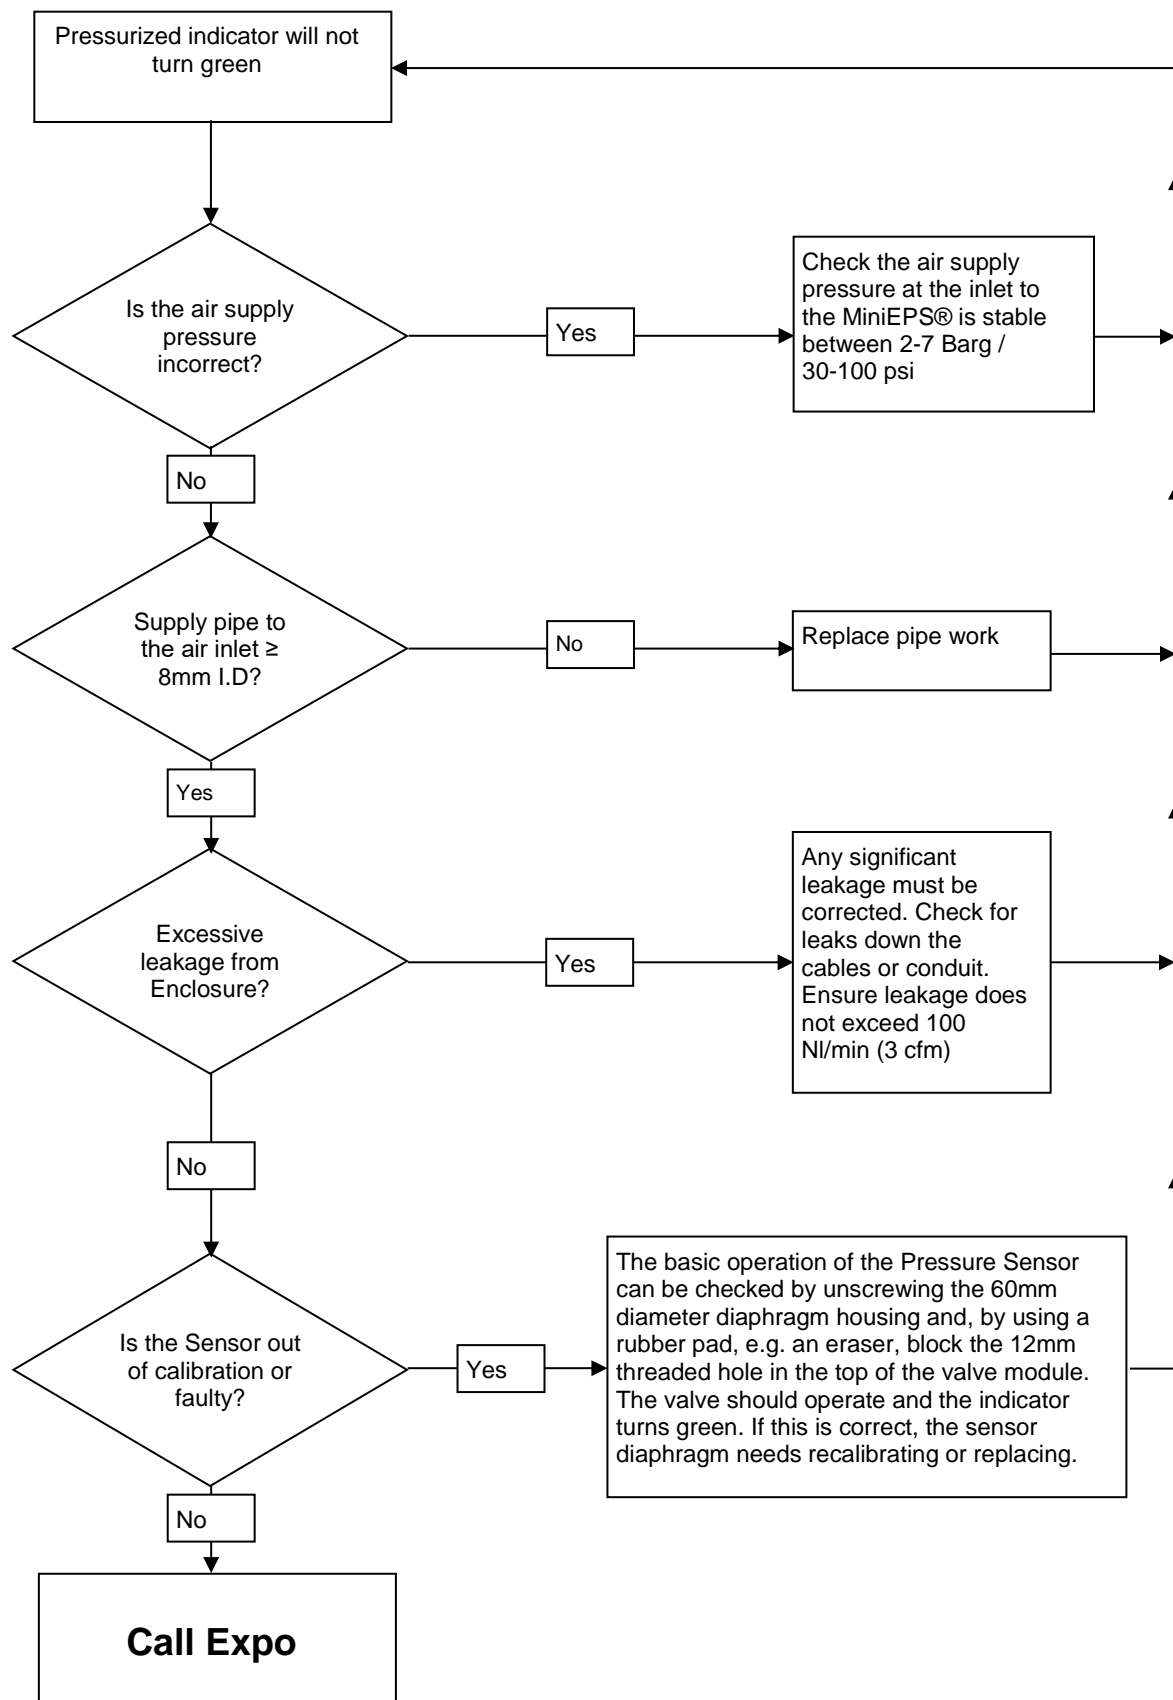 Pressurized indicator will not
turn green
Is the air supply
pressure
incorrect?
Yes
Check the air supply
pressure at the inlet to
the MiniEPS® is stable
between 2-7 Barg /
30-100 psi
No
Supply pipe to
the air inlet ≥
8mm I.D?
No
Replace pipe work
Yes
Excessive
leakage from
Enclosure?
Yes
Any significant
leakage must be
corrected. Check for
leaks down the
cables or conduit.
Ensure leakage does
not exceed 100
Nl/min (3 cfm)
No
Is the Sensor out
of calibration or
faulty?
Yes
The basic operation of the Pressure Sensor
can be checked by unscrewing the 60mm
diameter diaphragm housing and, by using a
rubber pad, e.g. an eraser, block the 12mm
threaded hole in the top of the valve module.
The valve should operate and the indicator
turns green. If this is correct, the sensor
diaphragm needs recalibrating or replacing.
No
Call Expo